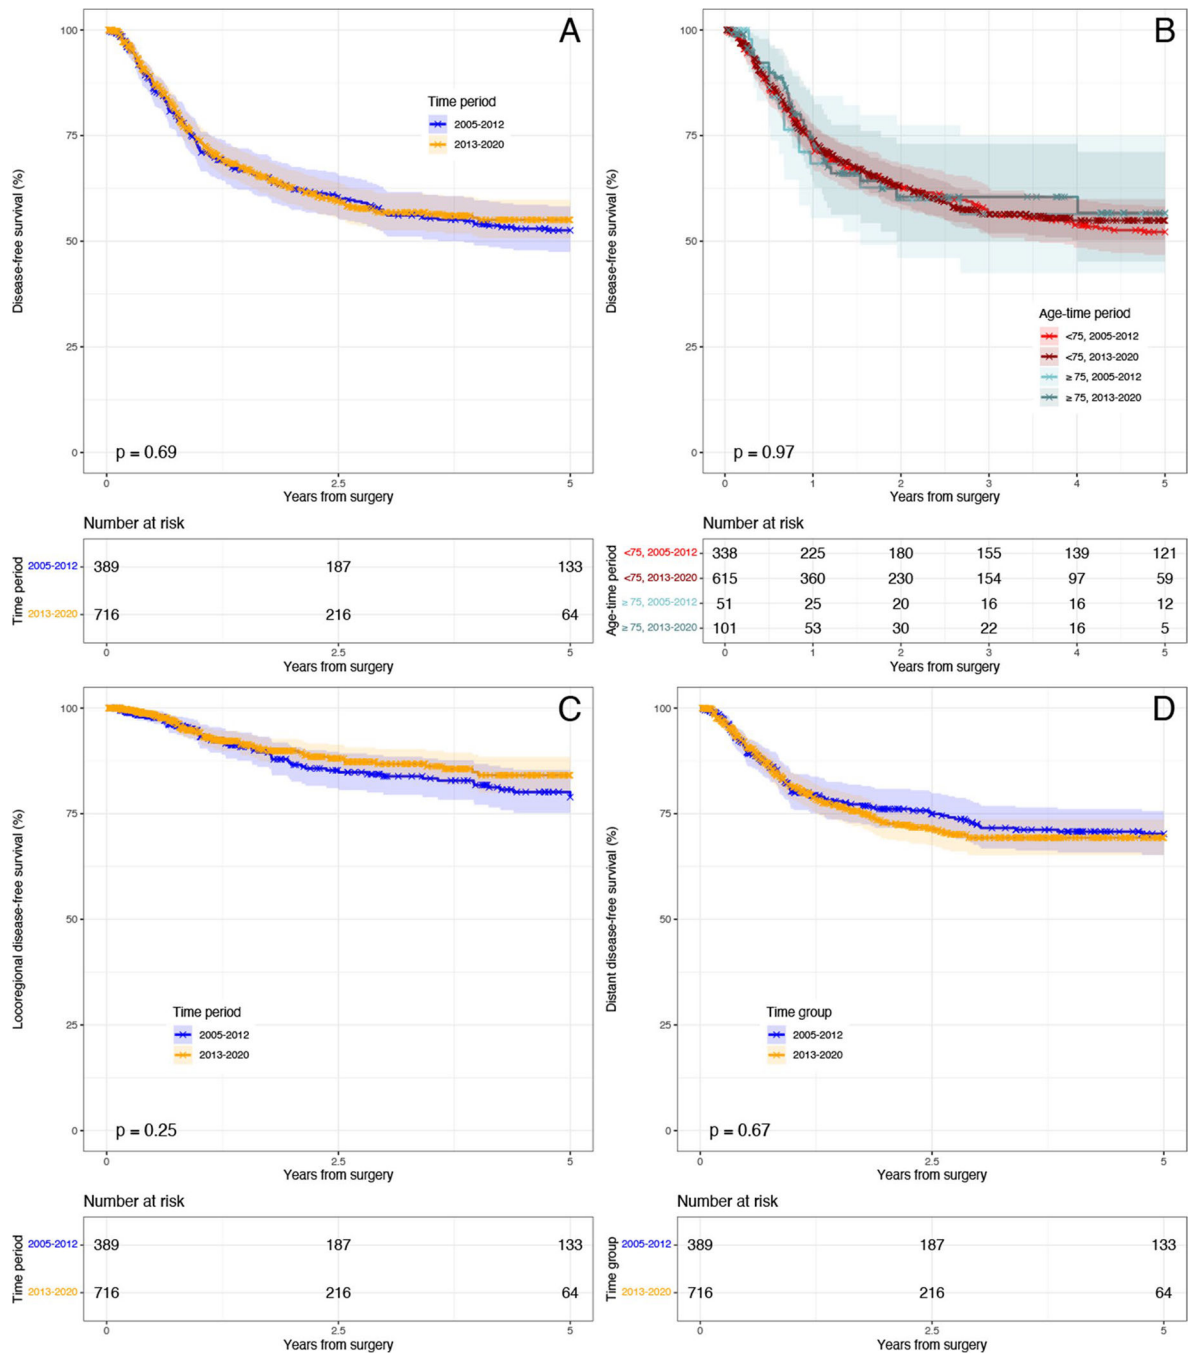 A
Disease-free survival (%)
100
75
50
25
0
Time period
2005-2012
2013-2020
p = 0.69
0 2.5 5
Years from surgery
Number at risk
Time period
2005-2012 389 187 133
2013-2020 716 216 64
0 2.5 5
Years from surgery
B
Disease-free survival (%)
100
75
50
25
0
Age-time period
<75, 2005-2012
<75, 2013-2020
≥ 75, 2005-2012
≥ 75, 2013-2020
p = 0.97
0 1 2 3 4 5
Years from surgery
Number at risk
Age-time period
<75, 2005-2012 338 225 180 155 139 121
<75, 2013-2020 615 360 230 154 97 59
≥ 75, 2005-2012 51 25 20 16 16 12
≥ 75, 2013-2020 101 53 30 22 16 5
0 1 2 3 4 5
Years from surgery
C
Locoregional disease-free survival (%)
100
75
50
25
0
Time period
2005-2012
2013-2020
p = 0.25
0 2.5 5
Years from surgery
Number at risk
Time period
2005-2012 389 187 133
2013-2020 716 216 64
0 2.5 5
Years from surgery
D
Distant disease-free survival (%)
100
75
50
25
0
Time group
2005-2012
2013-2020
p = 0.67
0 2.5 5
Years from surgery
Number at risk
Time group
2005-2012 389 187 133
2013-2020 716 216 64
0 2.5 5
Years from surgery